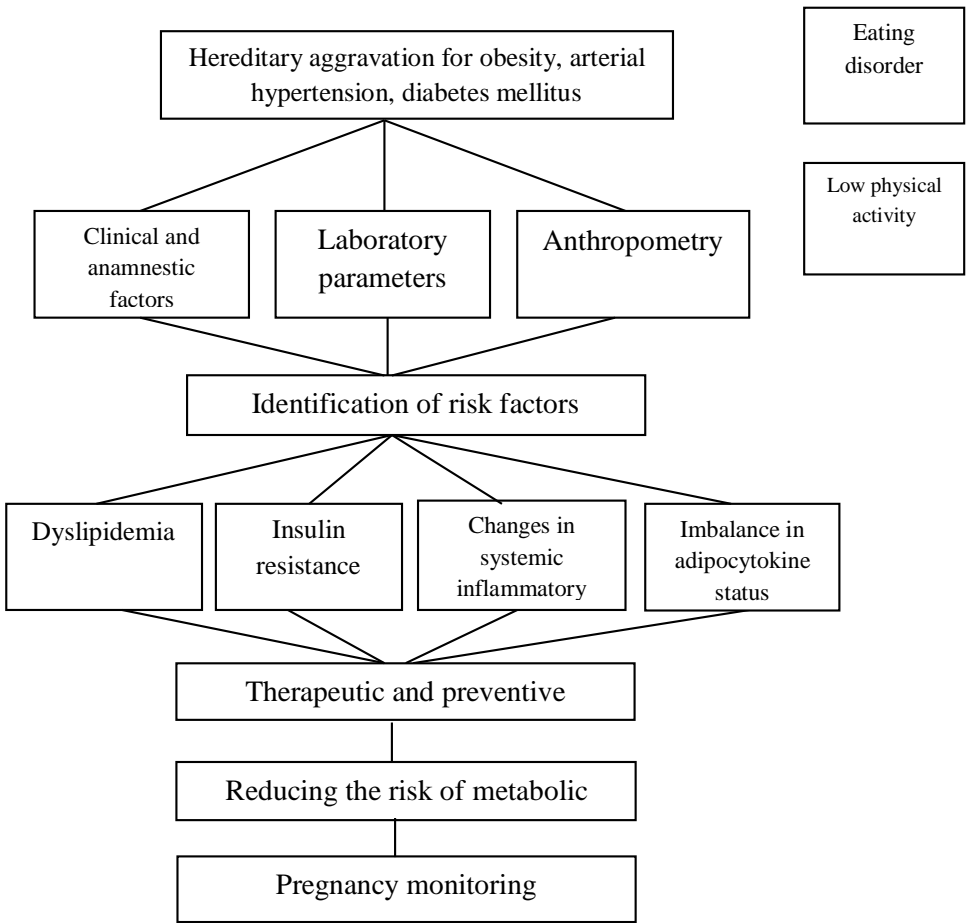 Hereditary aggravation for obesity, arterial
hypertension, diabetes mellitus
Eating
disorder
Low physical
activity
Clinical and
anamnestic
factors
Laboratory
parameters
Anthropometry
Identification of risk factors
Dyslipidemia
Insulin
resistance
Changes in
systemic
inflammatory
Imbalance in
adipocytokine
status
Therapeutic and preventive
Reducing the risk of metabolic
Pregnancy monitoring